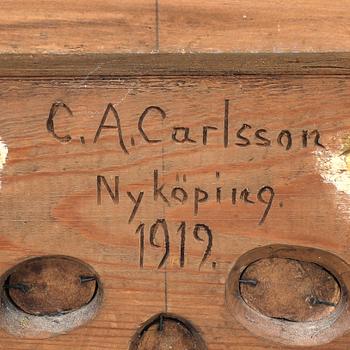 C. A. Carlsson
Nyköping.
1919.